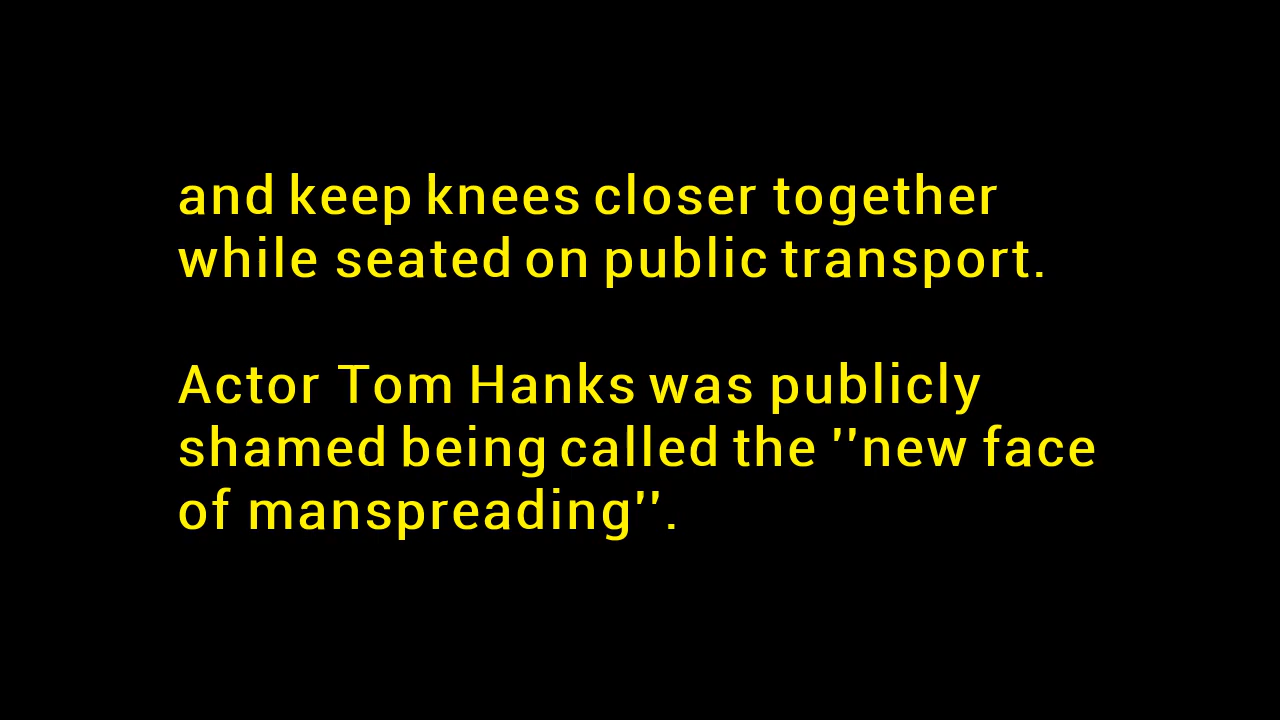 and keep knees closer together
while seated on public transport.
Actor Tom Hanks was publicly
shamed being called the ''new face
of manspreading''.